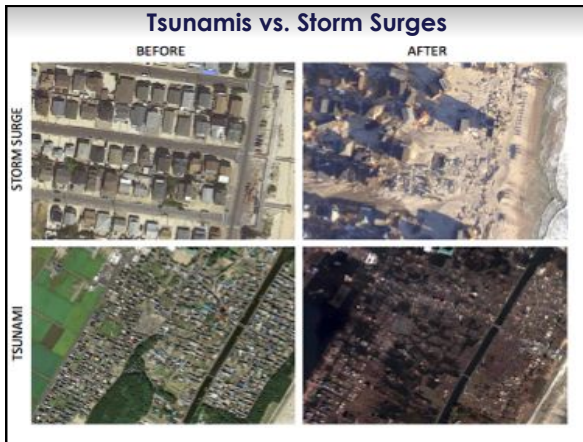 Tsunamis vs. Storm Surges
BEFORE
AFTER
STORM SURGE
TSUNAMI